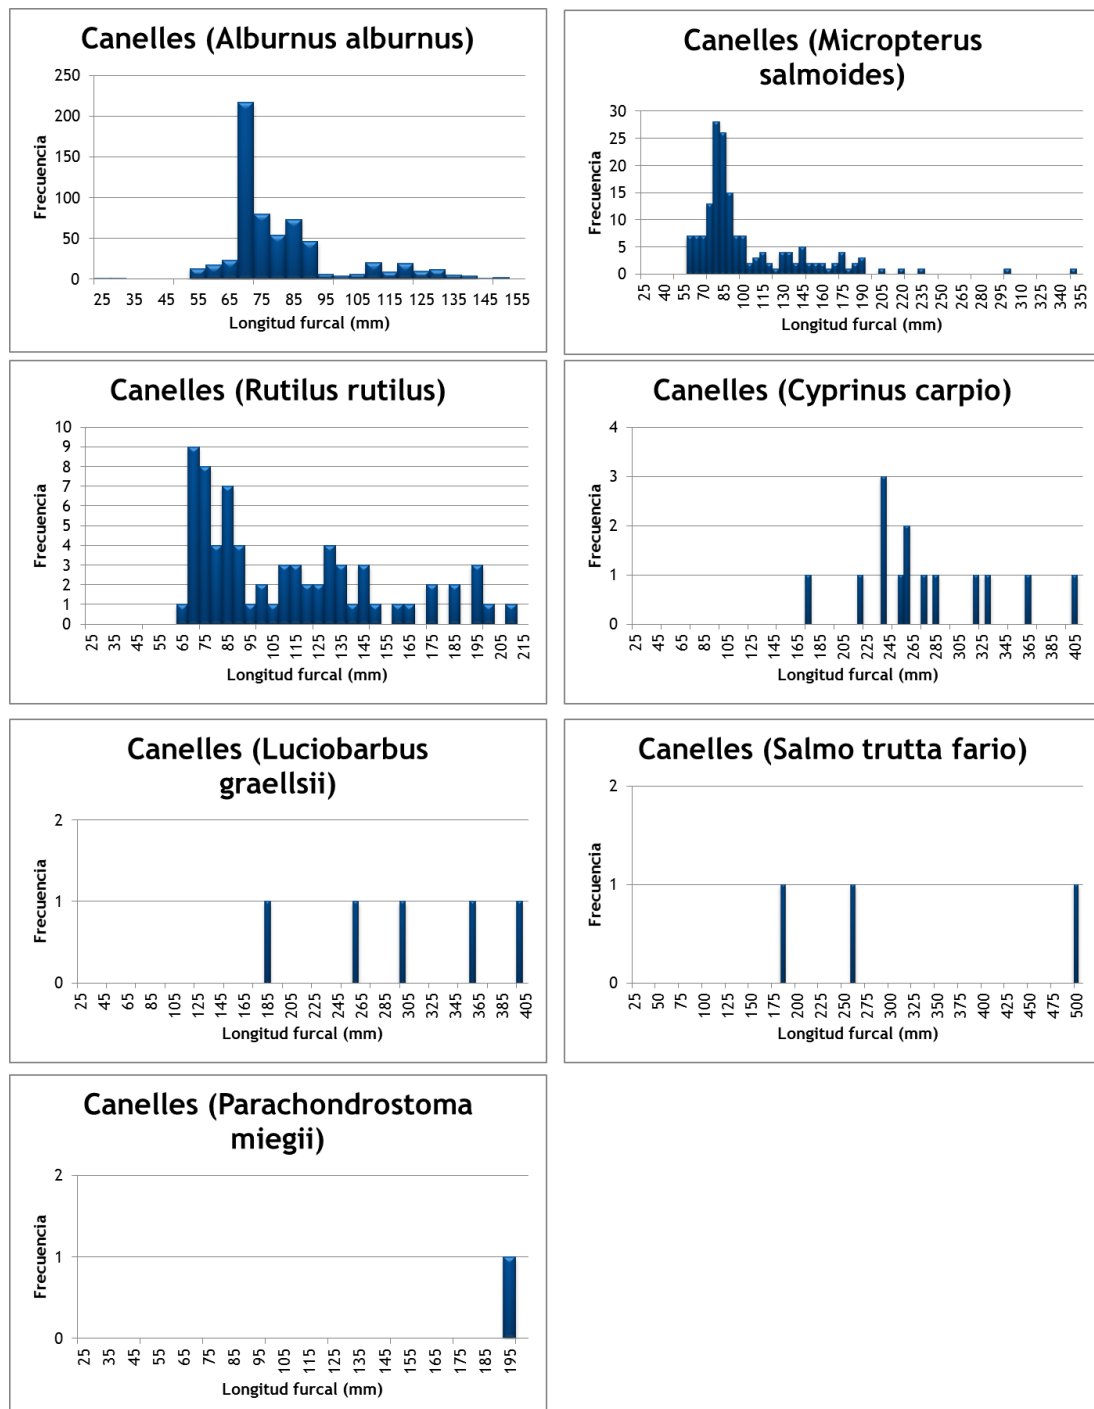 Canelles (Alburnus alburnus)
250
200
150
100
50
0
Frecuencia
25 35 45 55 65 75 85 95 105 115 125 135 145 155
Longitud furcal (mm)
Canelles (Micropterus
salmoides)
30
25
20
15
10
5
0
Frecuencia
25 40 55 70 85 100 115 130 145 160 175 190 205 220 235 250 265 280 295 310 325 340 355
Longitud furcal (mm)
Canelles (Rutilus rutilus)
10
9
8
7
6
5
4
3
2
1
0
Frecuencia
25 35 45 55 65 75 85 95 105 115 125 135 145 155 165 175 185 195 205 215
Longitud furcal (mm)
Canelles (Cyprinus carpio)
4
3
2
1
0
Frecuencia
25 45 65 85 105 125 145 165 185 205 225 245 265 285 305 325 345 365 385 405
Longitud furcal (mm)
Canelles (Luciobarbus
graellsii)
2
1
0
Frecuencia
25 45 65 85 105 125 145 165 185 205 225 245 265 285 305 325 345 365 385 405
Longitud furcal (mm)
Canelles (Salmo trutta fario)
2
1
0
Frecuencia
25 50 75 100 125 150 175 200 225 250 275 300 325 350 375 400 425 450 475 500
Longitud furcal (mm)
Canelles (Parachondrostoma
miegii)
2
1
0
Frecuencia
25 35 45 55 65 75 85 95 105 115 125 135 145 155 165 175 185 195
Longitud furcal (mm)